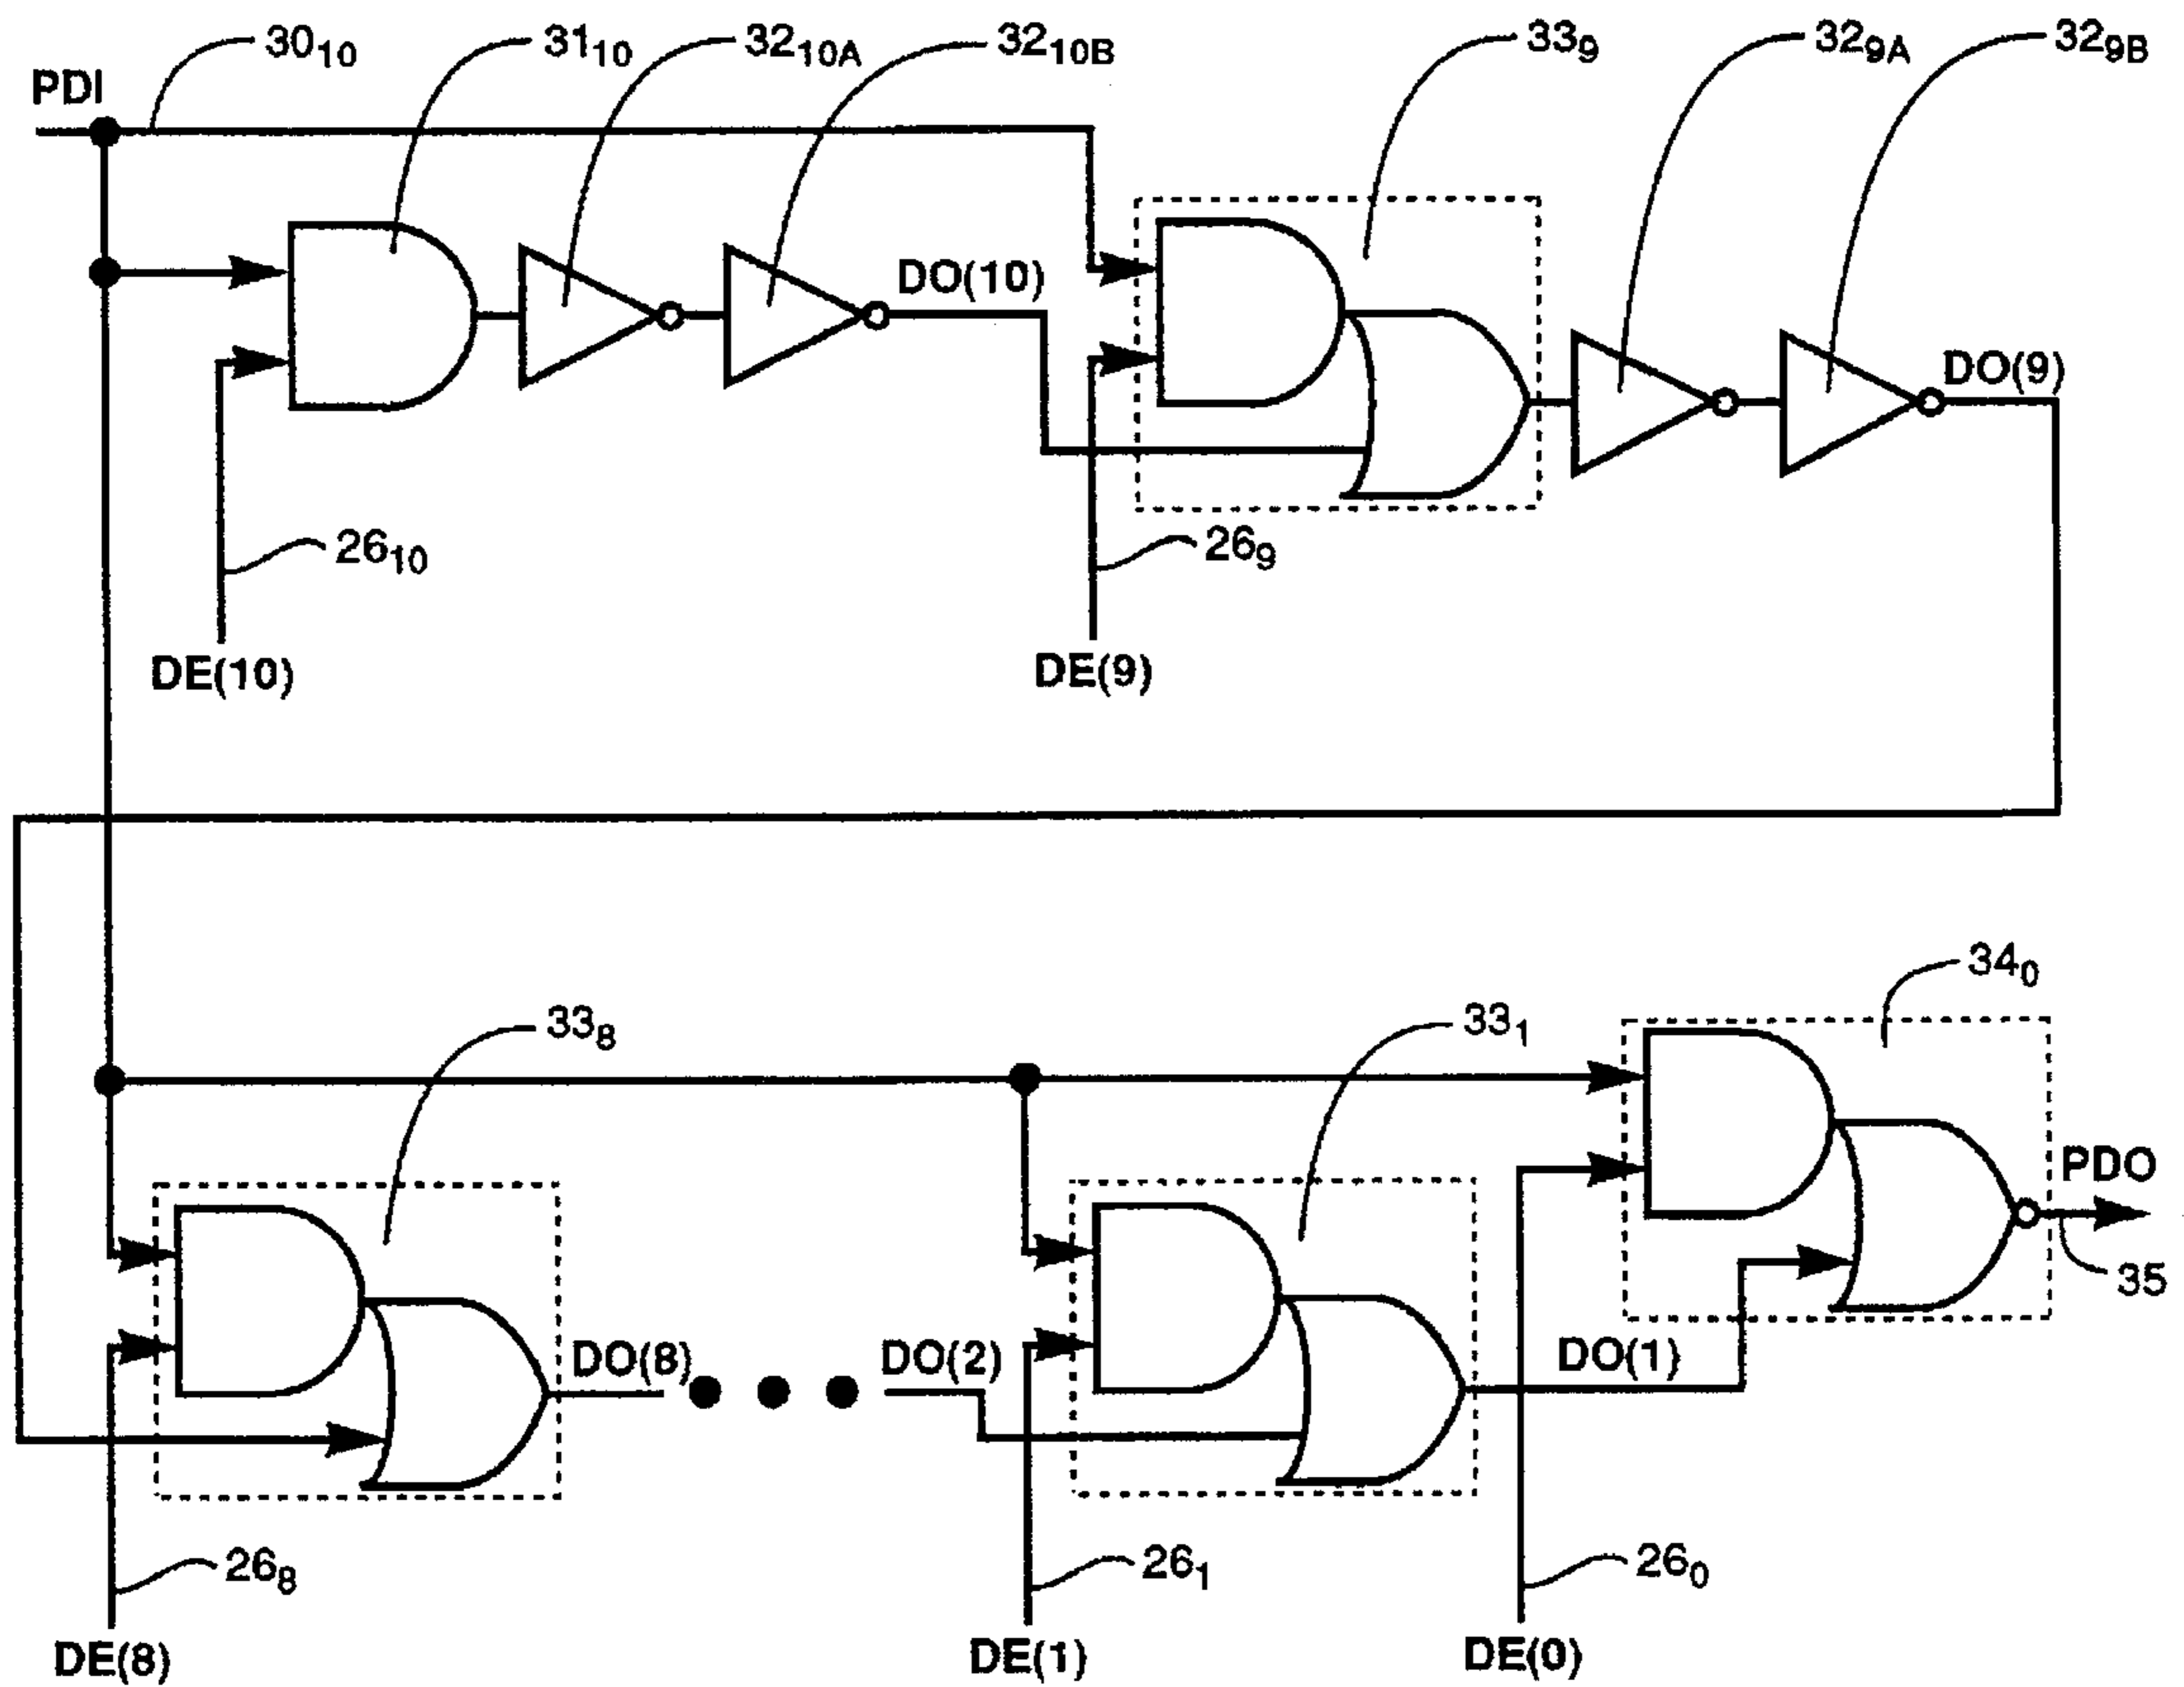 PDI
30₁₀
31₁₀
32₁₀A
32₁₀B
33₉
32₉A
32₉B
DO(10)
DO(9)
26₁₀
26₉
DE(10)
DE(9)
34₀
33₈
33₁
PDO
35
DO(8)
DO(2)
DO(1)
26₈
26₁
26₀
DE(8)
DE(1)
DE(0)